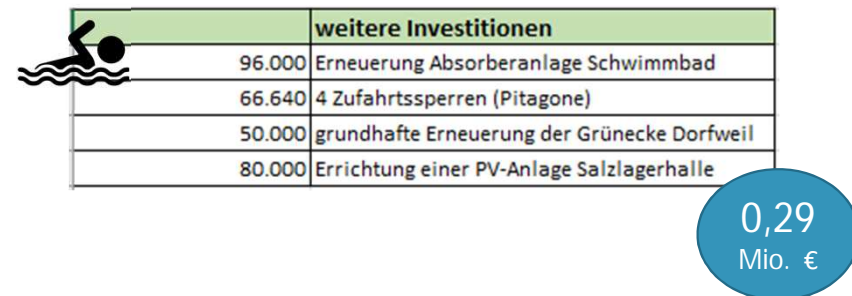 weitere Investitionen
96.000 Erneuerung Absorberanlage Schwimmbad
66.640 4 Zufahrtssperren (Pitagone)
50.000 grundhafte Erneuerung der Grünecke Dorfweil
80.000 Errichtung einer PV-Anlage Salzlagerhalle
0,29
Mio. €